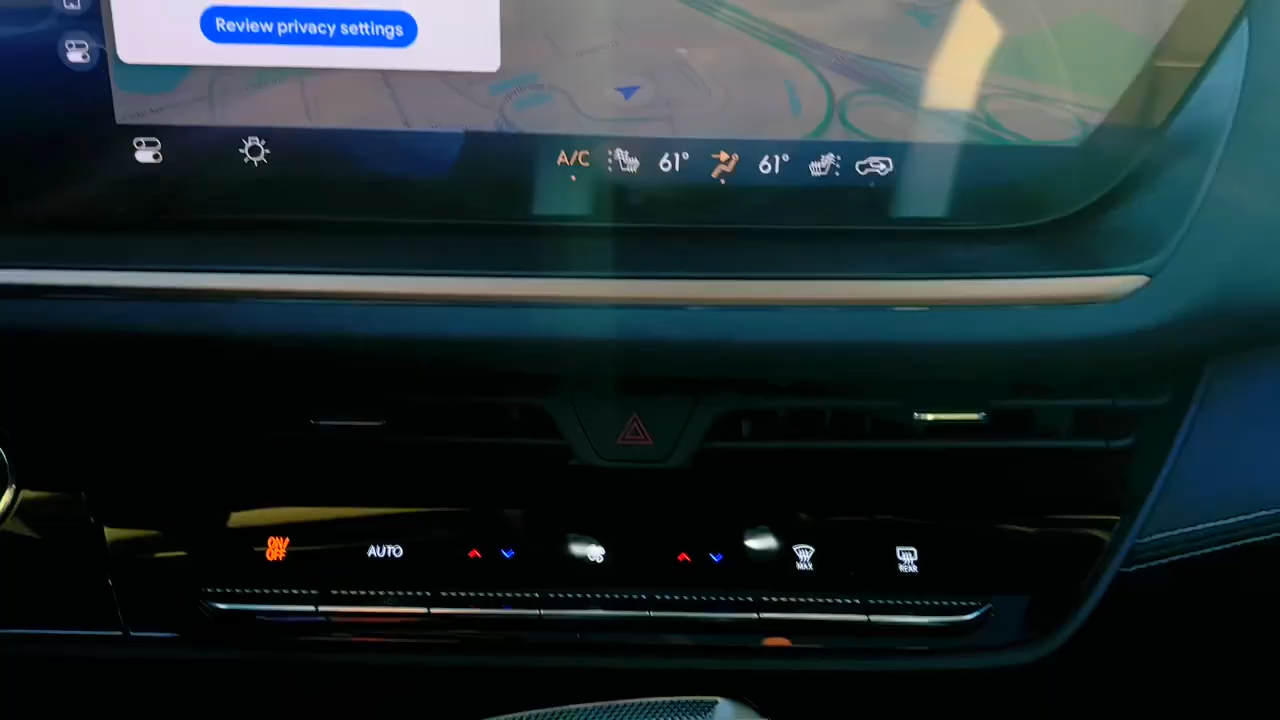 Review privacy settings
A/C 61° 61°
ON/
OFF
AUTO
MAX
REAR